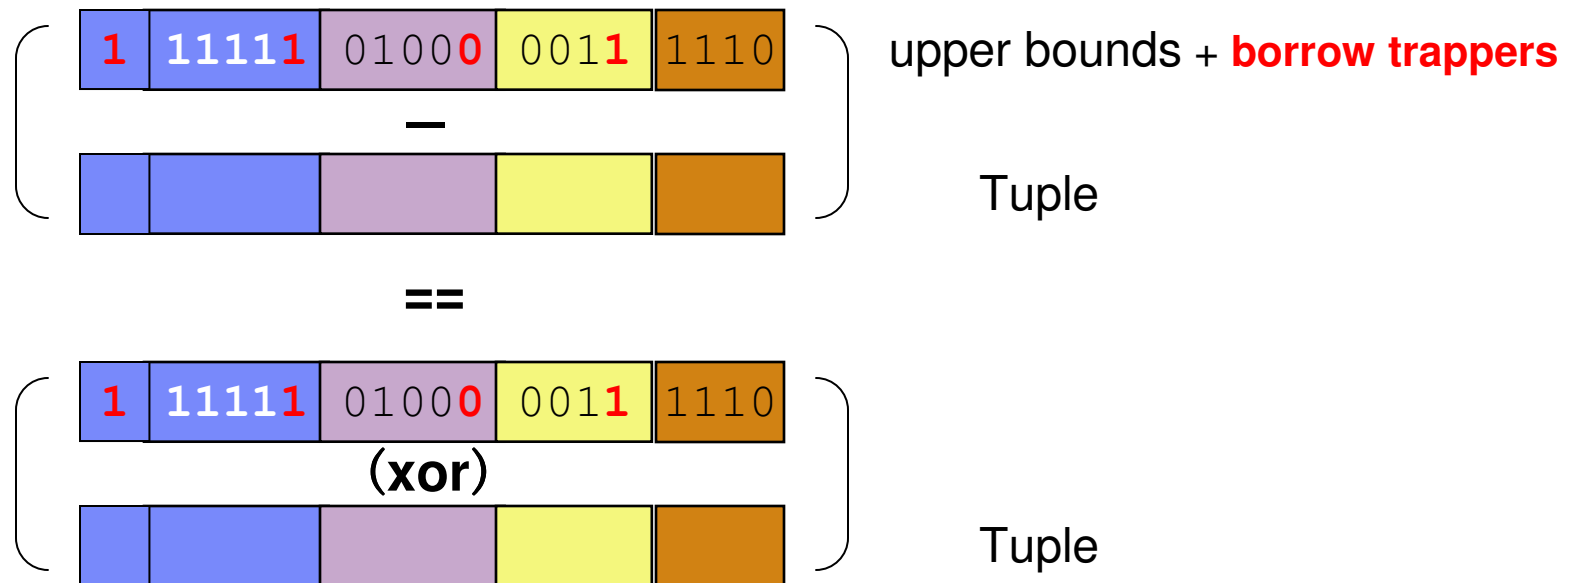 1 11111 01000 0011 1110 upper bounds + borrow trappers
–
Tuple
==
1 11111 01000 0011 1110
(xor)
Tuple